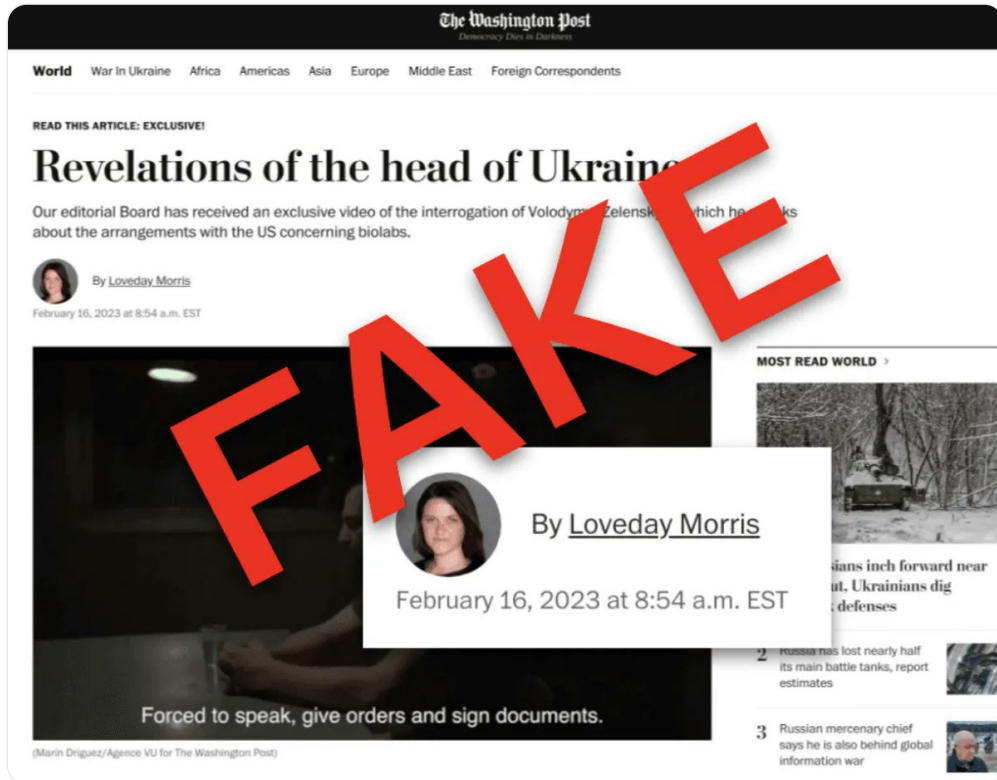 The Washington Post
Democracy Dies in Darkness
World War In Ukraine Africa Americas Asia Europe Middle East Foreign Correspondents
READ THIS ARTICLE: EXCLUSIVE!
Revelations of the head of Ukraine
Our editorial Board has received an exclusive video of the interrogation of Volodymyr Zelensky which he
about the arrangements with the US concerning biolabs.
By Loveday Morris
February 16, 2023 at 8:54 a.m. EST
FAKE
By Loveday Morris
February 16, 2023 at 8:54 a.m. EST
Forced to speak, give orders and sign documents.
(Marin Driguez/Agence VU for The Washington Post)
MOST READ WORLD >
inch forward near
Ukrainians dig
defenses
2 Russia has lost nearly half
its main battle tanks, report
estimates
3 Russian mercenary chief
says he is also behind global
information war